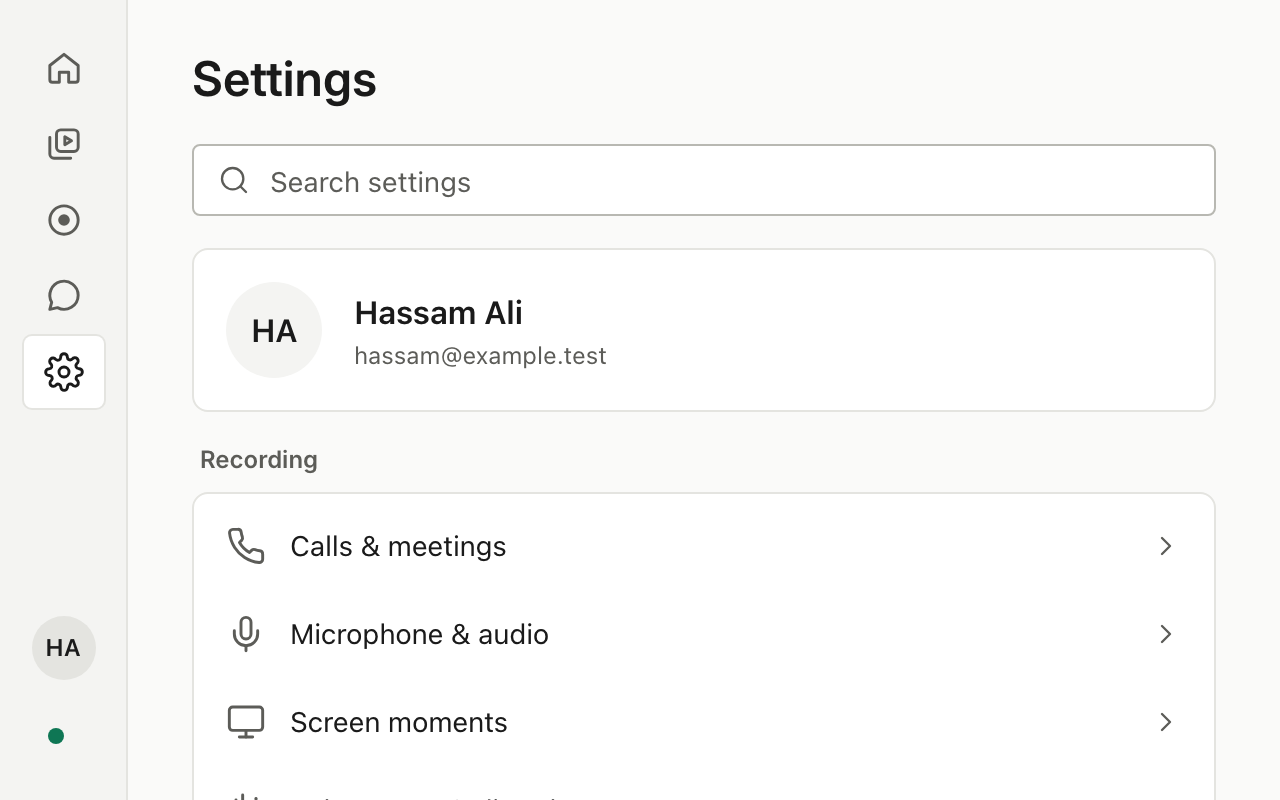 Settings
Search settings
HA
Hassam Ali
hassam@example.test
Recording
Calls & meetings
Microphone & audio
Screen moments
HA